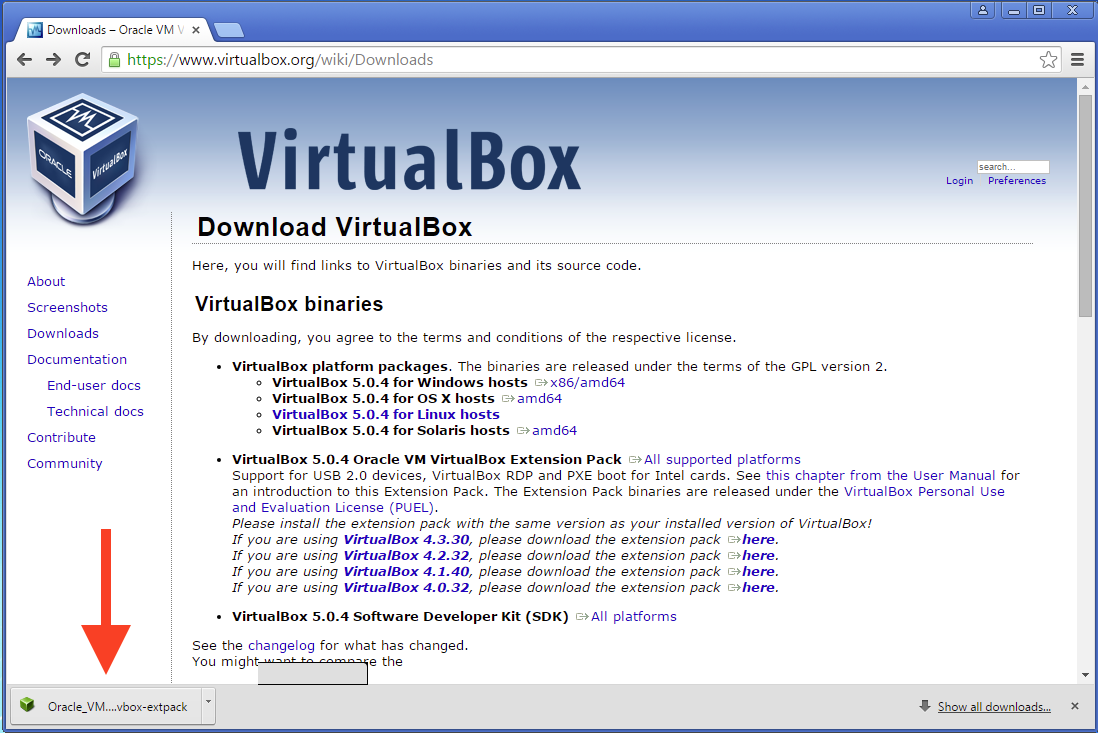 Downloads – Oracle VM V
https://www.virtualbox.org/wiki/Downloads
ORACLE
VirtualBox
VirtualBox
search...
Login Preferences
Download VirtualBox
Here, you will find links to VirtualBox binaries and its source code.
About
Screenshots
Downloads
Documentation
End-user docs
Technical docs
Contribute
Community
VirtualBox binaries
By downloading, you agree to the terms and conditions of the respective license.
• VirtualBox platform packages. The binaries are released under the terms of the GPL version 2.
VirtualBox 5.0.4 for Windows hosts x86/amd64
VirtualBox 5.0.4 for OS X hosts amd64
VirtualBox 5.0.4 for Linux hosts
VirtualBox 5.0.4 for Solaris hosts amd64
• VirtualBox 5.0.4 Oracle VM VirtualBox Extension Pack All supported platforms
Support for USB 2.0 devices, VirtualBox RDP and PXE boot for Intel cards. See this chapter from the User Manual for
an introduction to this Extension Pack. The Extension Pack binaries are released under the VirtualBox Personal Use
and Evaluation License (PUEL).
Please install the extension pack with the same version as your installed version of VirtualBox!
If you are using VirtualBox 4.3.30, please download the extension pack here.
If you are using VirtualBox 4.2.32, please download the extension pack here.
If you are using VirtualBox 4.1.40, please download the extension pack here.
If you are using VirtualBox 4.0.32, please download the extension pack here.
• VirtualBox 5.0.4 Software Developer Kit (SDK) All platforms
See the changelog for what has changed.
You might want to compare the
Oracle_VM....vbox-extpack
Show all downloads...